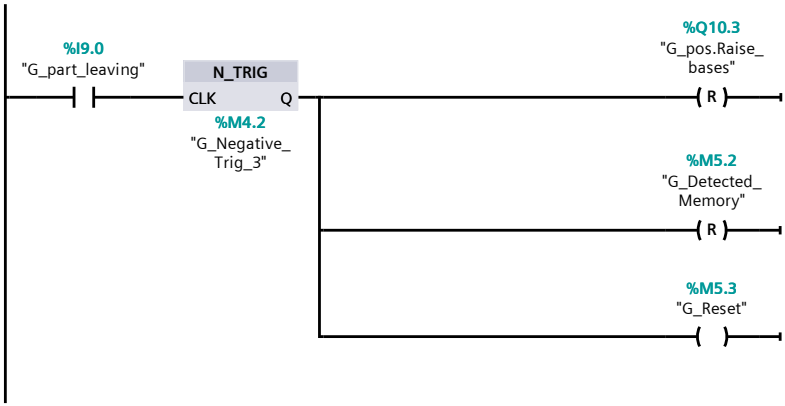 %I9.0
"G_part_leaving"
N_TRIG
CLK Q
%M4.2
"G_Negative_
Trig_3"
%Q10.3
"G_pos.Raise_
bases"
R
%M5.2
"G_Detected_
Memory"
R
%M5.3
"G_Reset"